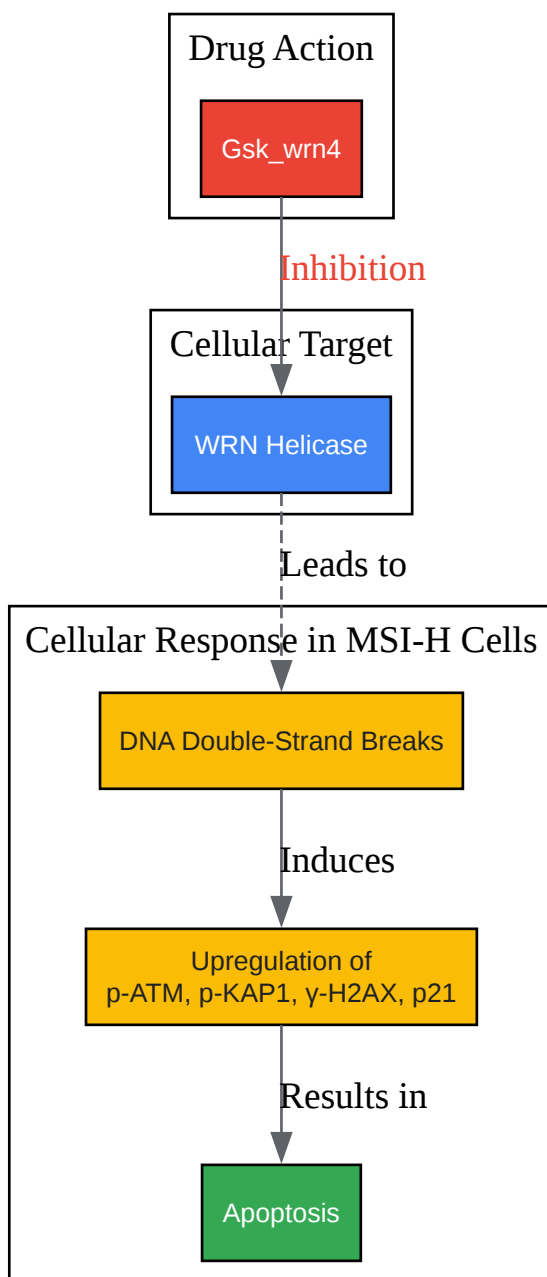 Drug Action
Gsk_wrn4
Inhibition
Cellular Target
WRN Helicase
Leads to
Cellular Response in MSI-H Cells
DNA Double-Strand Breaks
Induces
Upregulation of
p-ATM, p-KAP1, γ-H2AX, p21
Results in
Apoptosis